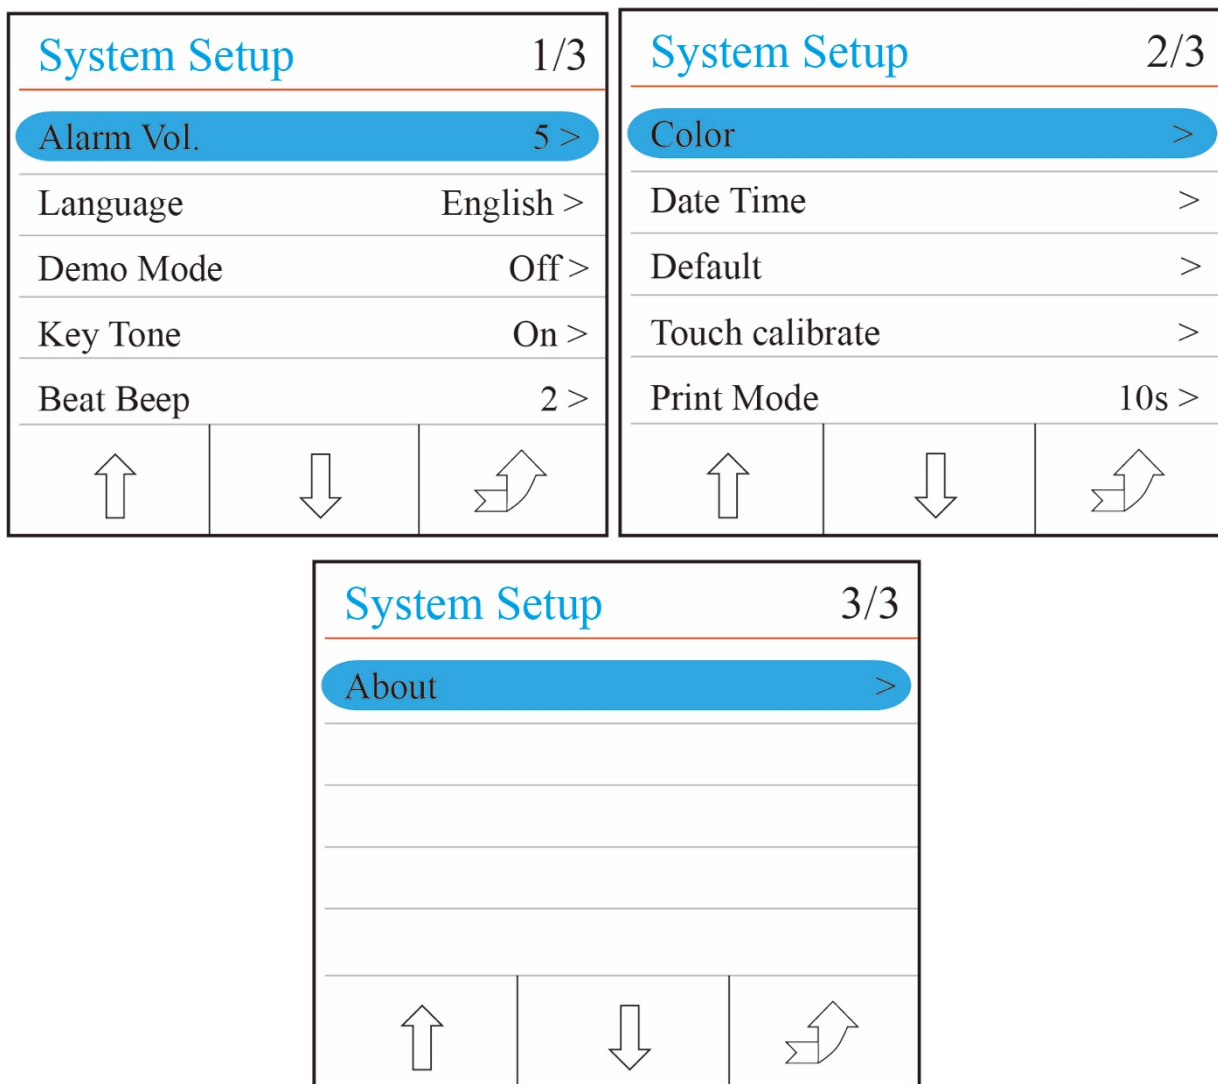 System Setup 1/3
Alarm Vol. 5 >
Language English >
Demo Mode Off >
Key Tone On >
Beat Beep 2 >
System Setup 2/3
Color >
Date Time >
Default >
Touch calibrate >
Print Mode 10s >
System Setup 3/3
About >